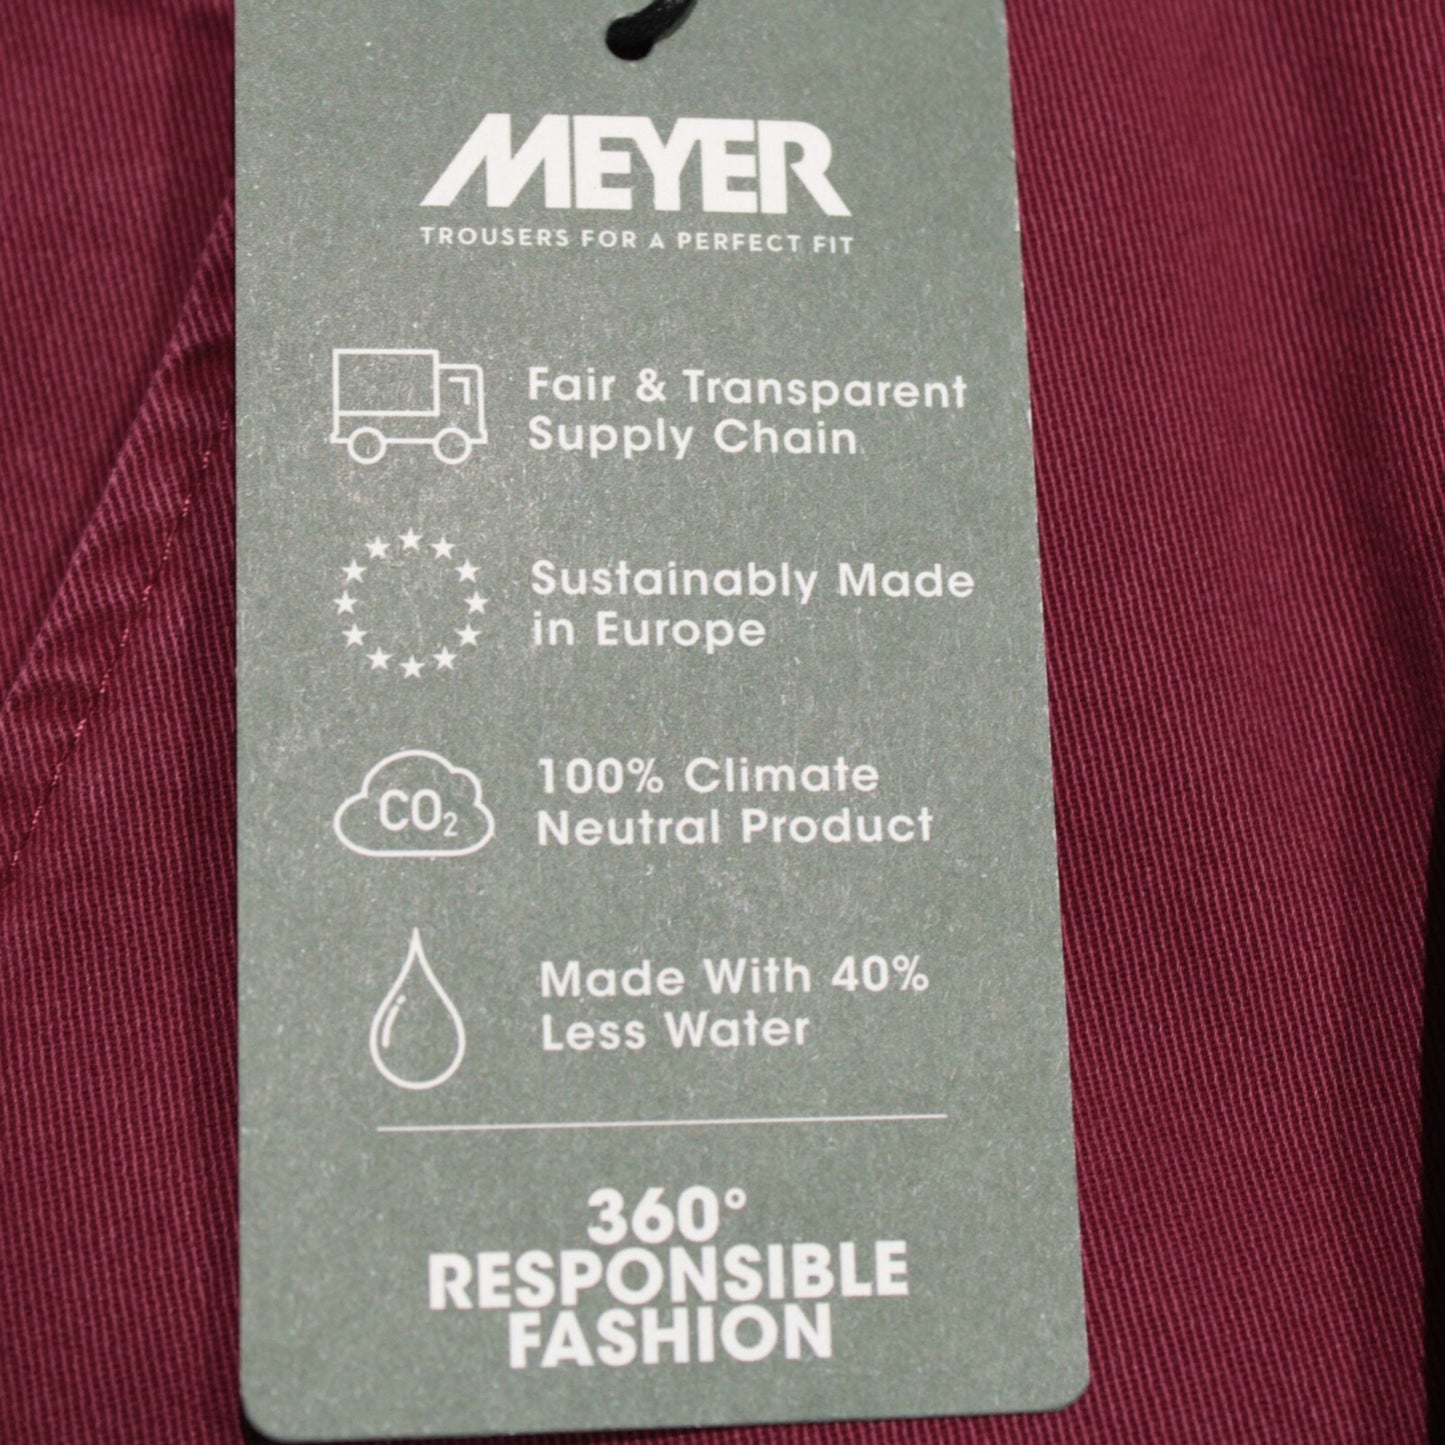 MEYER
TROUSERS FOR A PERFECT FIT
Fair & Transparent
Supply Chain
Sustainably Made
in Europe
CO₂
100% Climate
Neutral Product
Made With 40%
Less Water
360°
RESPONSIBLE
FASHION